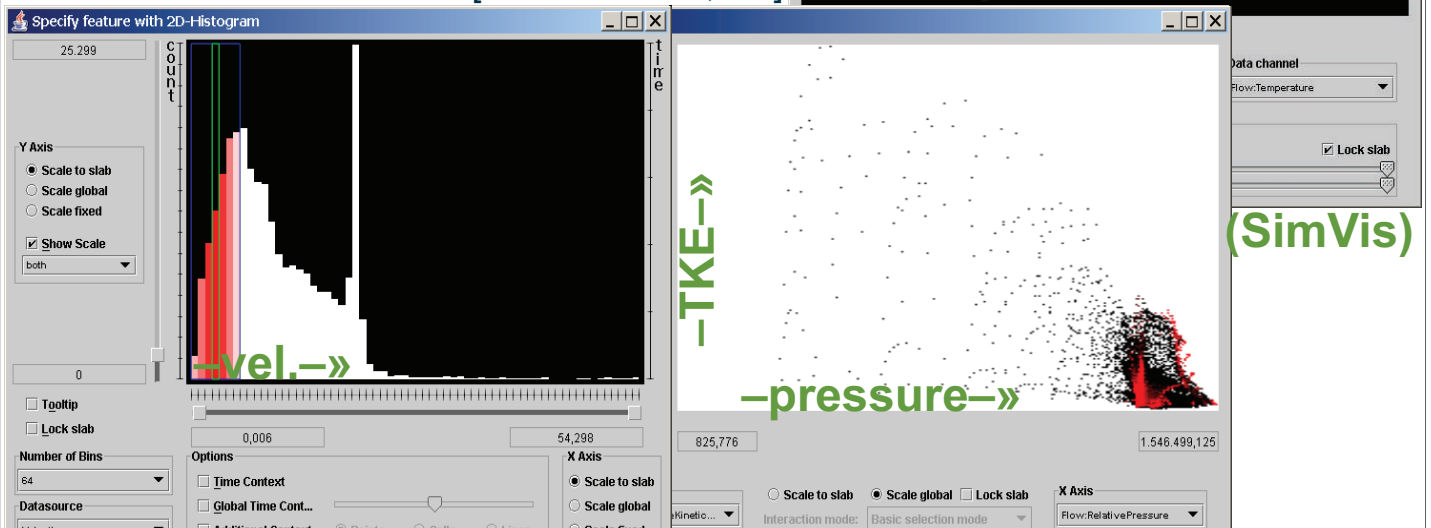 Specify feature with 2D-Histogram
25.299
count
time
Y Axis
Scale to slab
Scale global
Scale fixed
Show Scale
both
0
–vel.–»
Tooltip
Lock slab
0,006
54,298
Number of Bins
64
Datasource
Options
Time Context
Global Time Cont...
X Axis
Scale to slab
Scale global
–TKE–»
–pressure–»
825,776
1.546.499,125
eKinetic...
Scale to slab
Scale global
Lock slab
Interaction mode:
Basic selection mode
X Axis
Flow:RelativePressure
Data channel
Flow:Temperature
Lock slab
(SimVis)